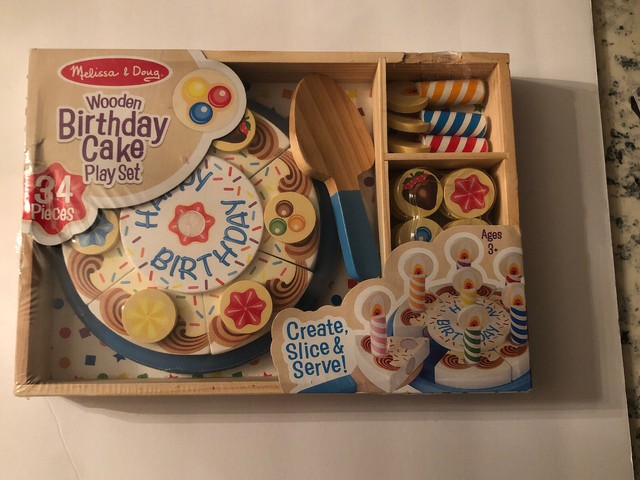 Melissa & Doug
Wooden
Birthday
Cake
Play Set
34
Pieces
HAPPY
BIRTHDAY
Ages
3+
Create,
Slice &
Serve!